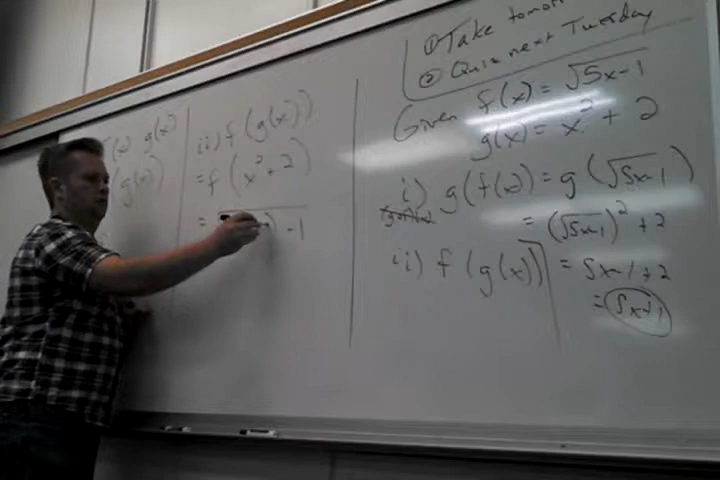 ① Take
② Quiz next Tuesday
Given f(x) = √5x-1
g(x) = x² + 2
i) g(f(x)) = g(√5x-1)
= (√5x-1)² + 2
= 5x-1+2
= 5x+1
ii) f(g(x))
(x) g(x)
(g(x))
ii) f(g(x))
= f(x²+2)
= -1